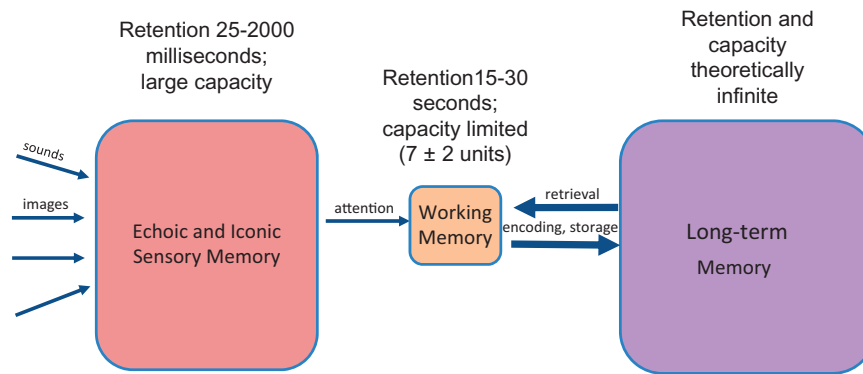 Retention 25-2000
milliseconds;
large capacity
Retention15-30
seconds;
capacity limited
(7 ± 2 units)
Retention and
capacity
theoretically
infinite
sounds
images
Echoic and Iconic
Sensory Memory
attention
Working
Memory
retrieval
encoding, storage
Long-term
Memory